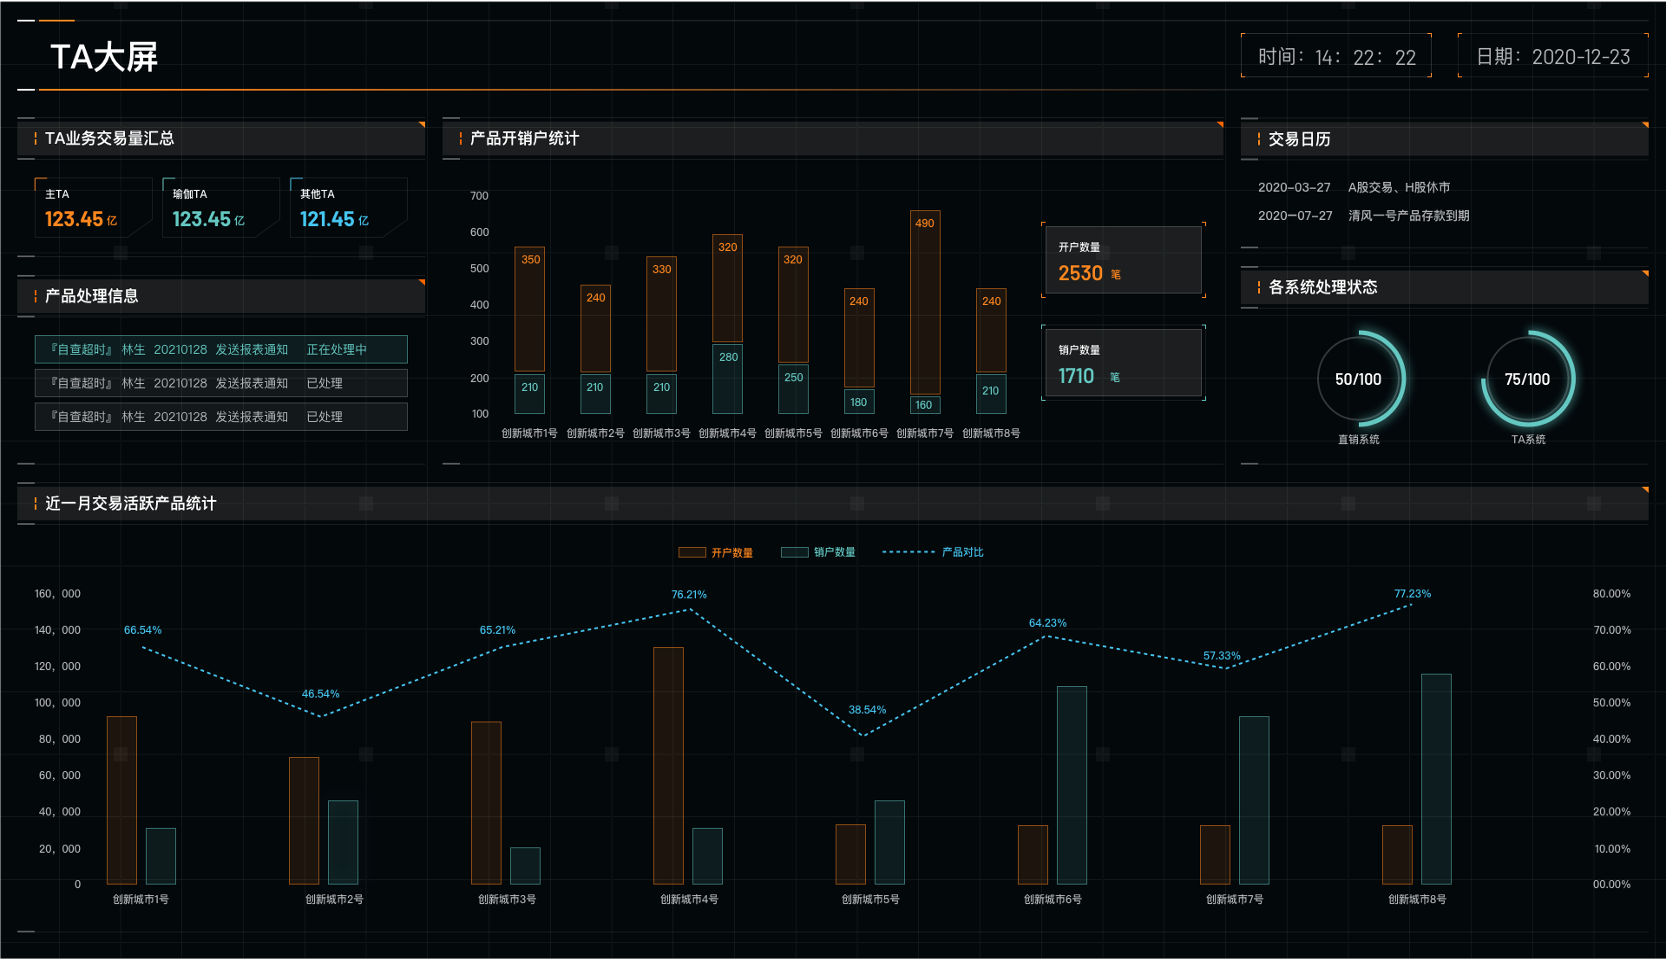 TA大屏
时间：14：22：22
日期：2020-12-23
TA业务交易量汇总
主TA
123.45 亿
瑜伽TA
123.45 亿
其他TA
121.45 亿
产品处理信息
『自查超时』 林生 20210128 发送报表通知 正在处理中
『自查超时』 林生 20210128 发送报表通知 已处理
『自查超时』 林生 20210128 发送报表通知 已处理
产品开销户统计
700
600
500
400
300
200
100
350
240
330
320
320
240
490
240
210
210
210
280
250
180
160
210
创新城市1号 创新城市2号 创新城市3号 创新城市4号 创新城市5号 创新城市6号 创新城市7号 创新城市8号
开户数量
2530 笔
销户数量
1710 笔
交易日历
2020-03-27 A股交易、H股休市
2020-07-27 清风一号产品存款到期
各系统处理状态
50/100
直销系统
75/100
TA系统
近一月交易活跃产品统计
开户数量 销户数量 产品对比
160，000
140，000
120，000
100，000
80，000
60，000
40，000
20，000
0
66.54%
46.54%
65.21%
76.21%
38.54%
64.23%
57.33%
77.23%
80.00%
70.00%
60.00%
50.00%
40.00%
30.00%
20.00%
10.00%
00.00%
创新城市1号 创新城市2号 创新城市3号 创新城市4号 创新城市5号 创新城市6号 创新城市7号 创新城市8号